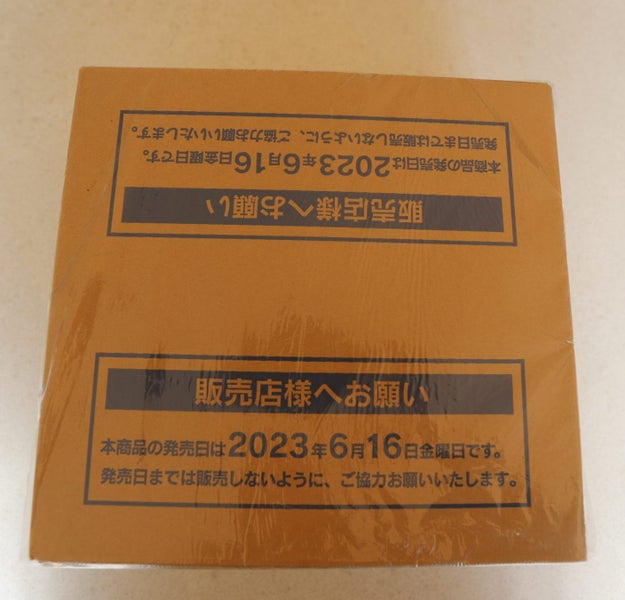 発売日までは販売しないように、ご協力お願いいたします。
本商品の発売日は2023年6月16日金曜日です。
販売店様へお願い
販売店様へお願い
本商品の発売日は2023年6月16日金曜日です。
発売日までは販売しないように、ご協力お願いいたします。